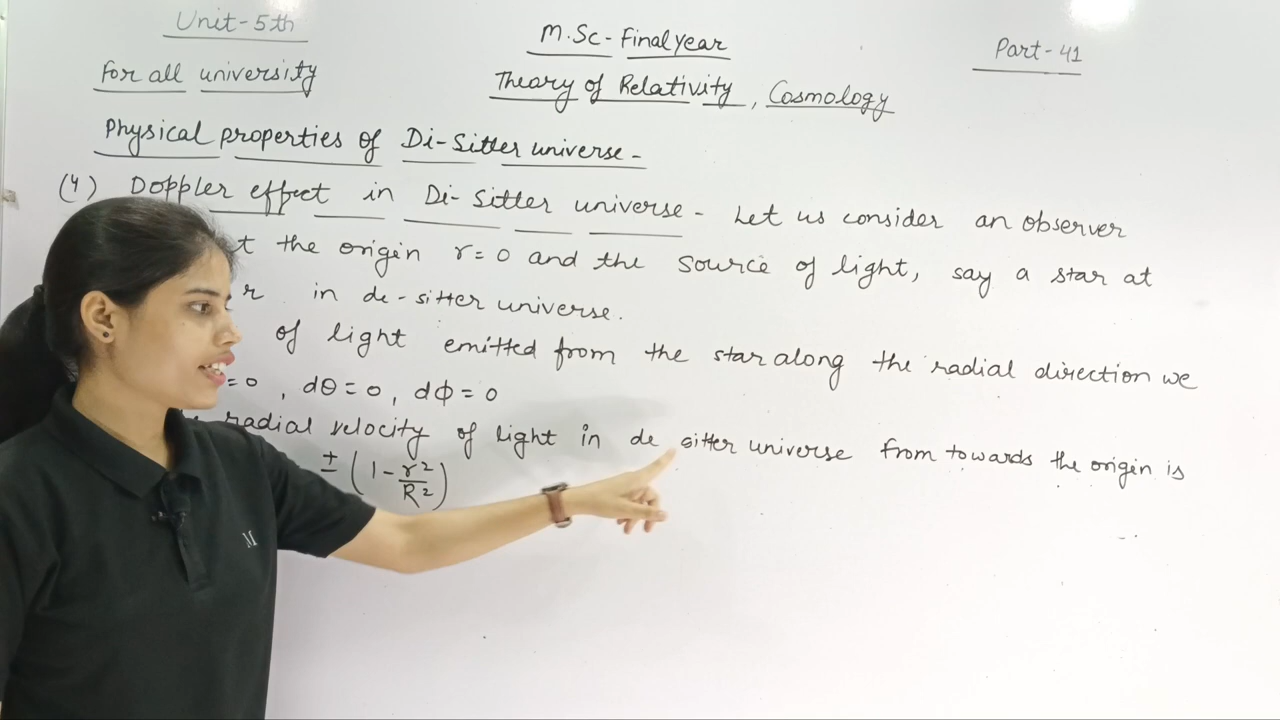 Unit-5th
M.Sc-Final year
Part-41
For all university
Theory of Relativity, Cosmology
Physical properties of Di-Sitter universe-
(4) Doppler effect in Di-Sitter universe- Let us consider an observer
t the origin r=0 and the source of light, say a star at
r in de-sitter universe.
of light emitted from the star along the radial direction we
=0, dθ=0, dϕ=0
radial velocity of light in de sitter universe from towards the origin is
± (1 - r²/R²)
M